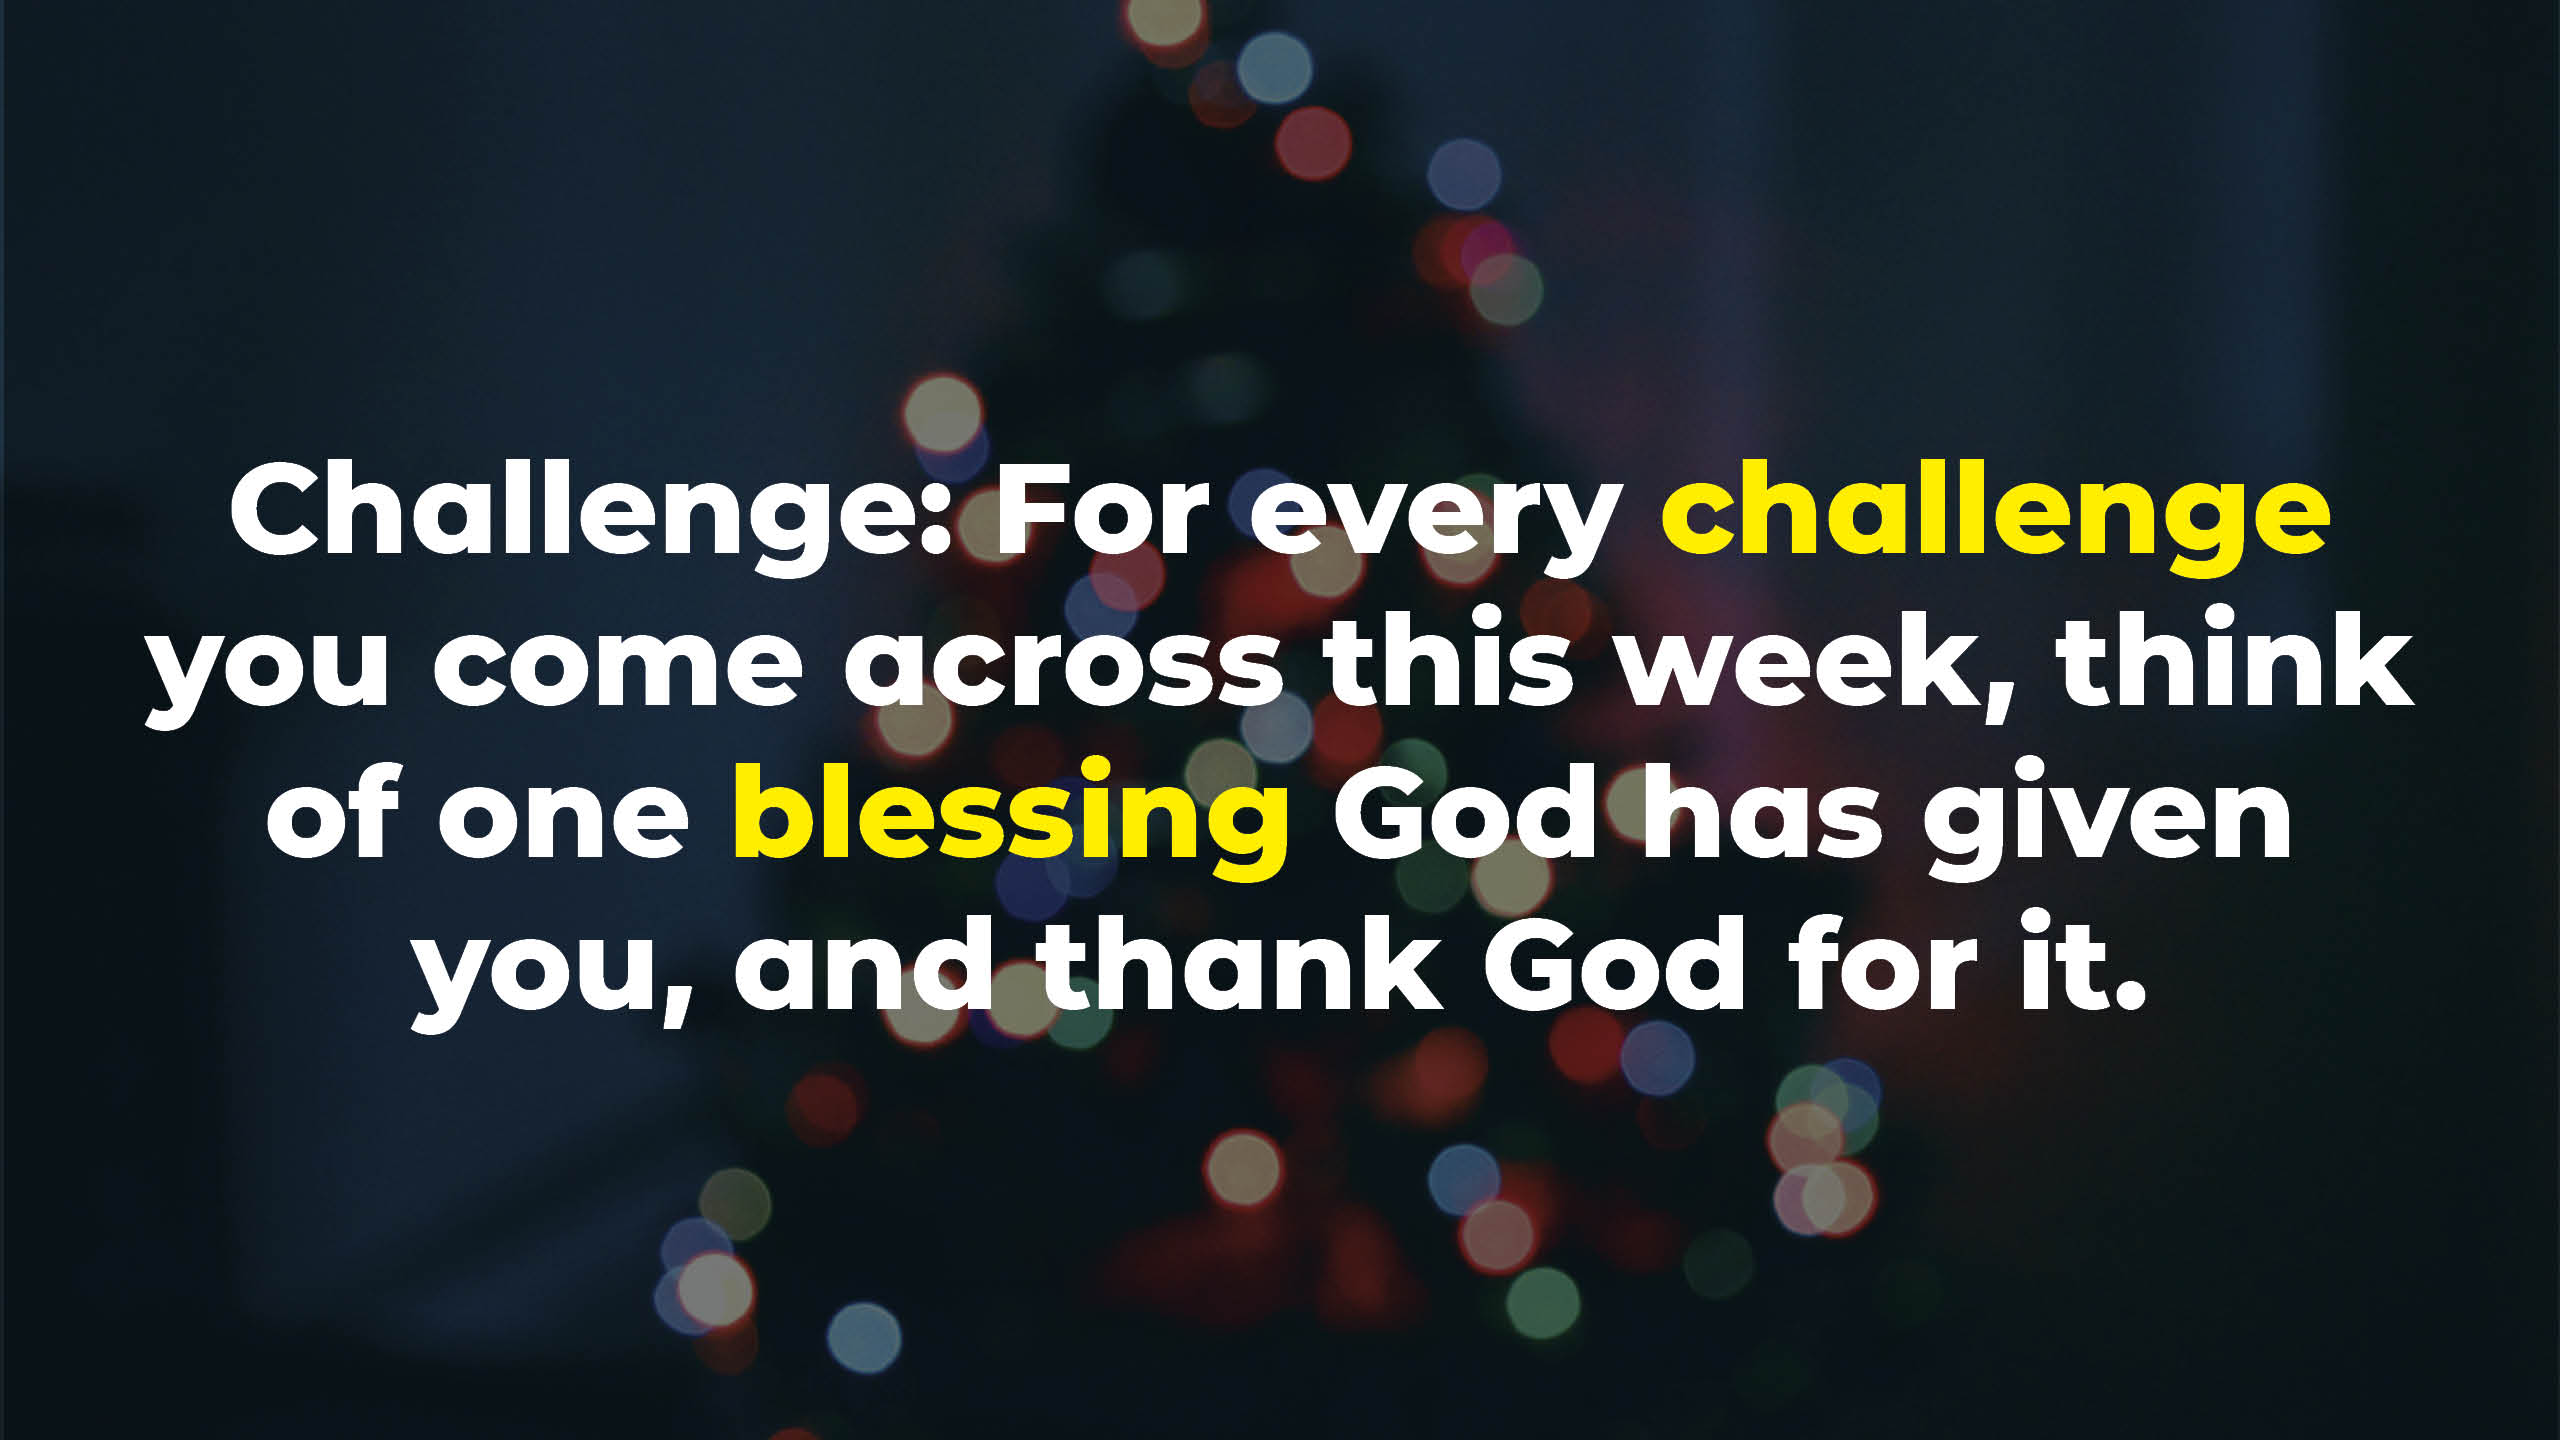 Challenge: For every challenge
you come across this week, think
of one blessing God has given
you, and thank God for it.